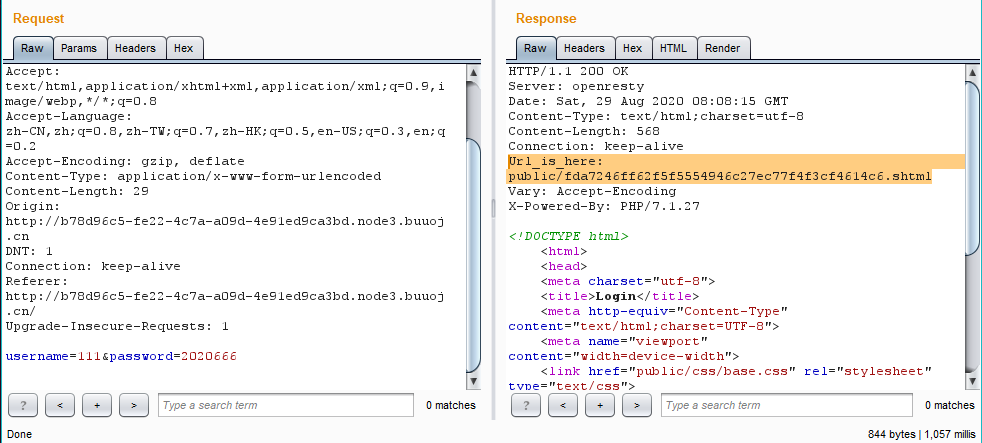 Request
Raw Params Headers Hex
Accept:
text/html,application/xhtml+xml,application/xml;q=0.9,i
mage/webp,*/*;q=0.8
Accept-Language:
zh-CN,zh;q=0.8,zh-TW;q=0.7,zh-HK;q=0.5,en-US;q=0.3,en;q
=0.2
Accept-Encoding: gzip, deflate
Content-Type: application/x-www-form-urlencoded
Content-Length: 29
Origin:
http://b78d96c5-fe22-4c7a-a09d-4e91ed9ca3bd.node3.buuoj
.cn
DNT: 1
Connection: keep-alive
Referer:
http://b78d96c5-fe22-4c7a-a09d-4e91ed9ca3bd.node3.buuoj
.cn/
Upgrade-Insecure-Requests: 1
username=111&password=2020666
? < + > Type a search term 0 matches
Done
Response
Raw Headers Hex HTML Render
HTTP/1.1 200 OK
Server: openresty
Date: Sat, 29 Aug 2020 08:08:15 GMT
Content-Type: text/html;charset=utf-8
Content-Length: 568
Connection: keep-alive
Url_is_here:
public/fda7246ff62f5f5554946c27ec77f4f3cf4614c6.shtml
Vary: Accept-Encoding
X-Powered-By: PHP/7.1.27
<!DOCTYPE html>
<html>
<head>
<meta charset="utf-8">
<title>Login</title>
<meta http-equiv="Content-Type"
content="text/html;charset=UTF-8">
<meta name="viewport"
content="width=device-width">
<link href="public/css/base.css" rel="stylesheet"
type="text/css">
? < + > Type a search term 0 matches
844 bytes | 1,057 millis